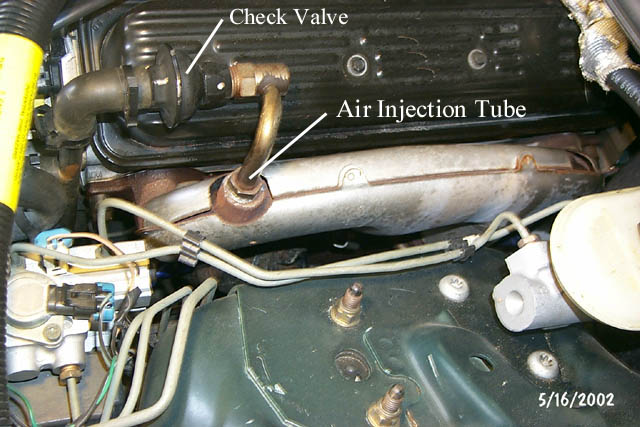 Check Valve
Air Injection Tube
5/16/2002